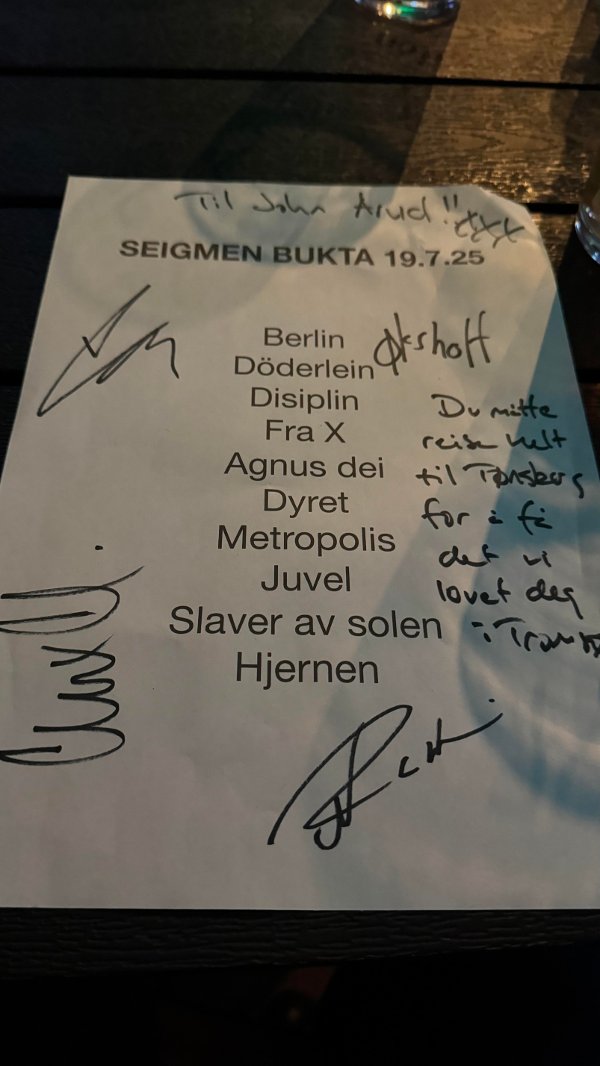 Til John Arud!! xxx
SEIGMEN BUKTA 19.7.25
Berlin
Döderlein
Disiplin
Fra X
Agnus dei
Dyret
Metropolis
Juvel
Slaver av solen
Hjernen
Økshoff
Du måtte
reise helt
til Tønsberg
for å få
det vi
lovet deg
i